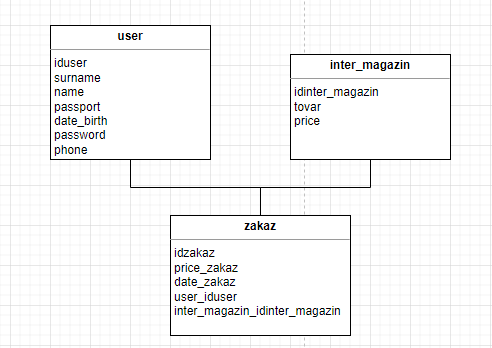 user
iduser
surname
name
passport
date_birth
password
phone
inter_magazin
idinter_magazin
tovar
price
zakaz
idzakaz
price_zakaz
date_zakaz
user_iduser
inter_magazin_idinter_magazin